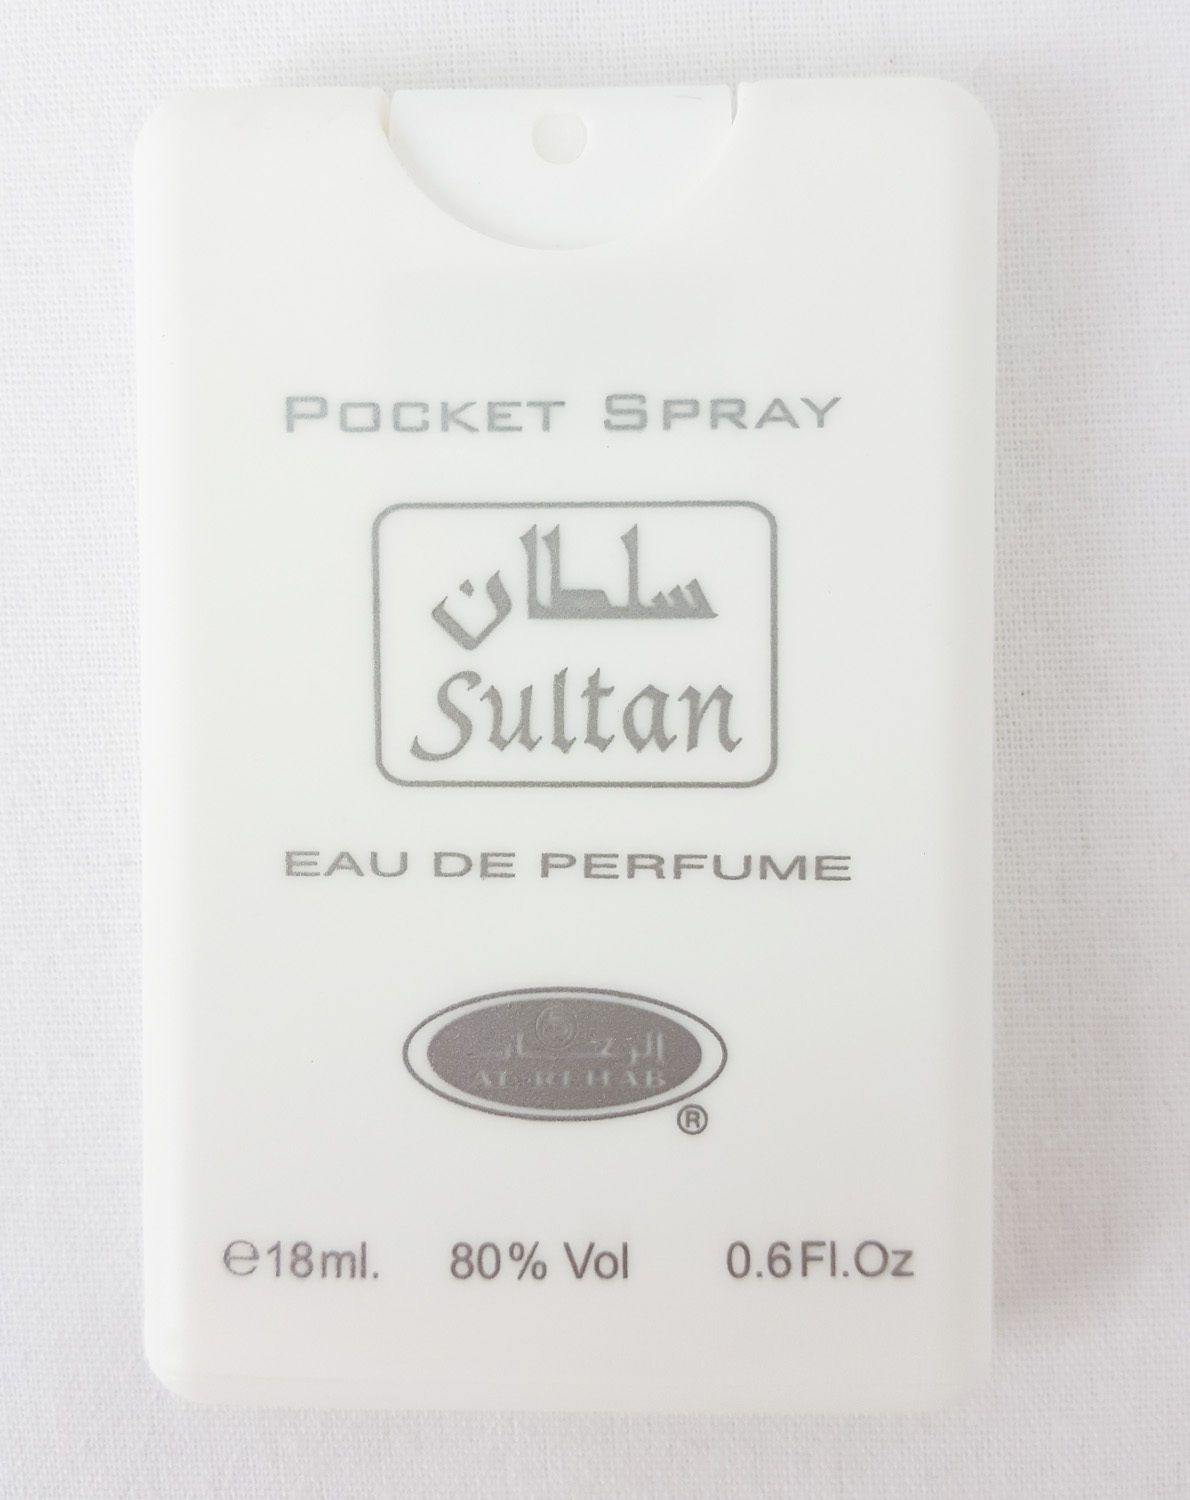 POCKET SPRAY
سلطان
Sultan
EAU DE PERFUME
الرحاب
AL-REHAB
®
℮18ml. 80% Vol 0.6Fl.Oz